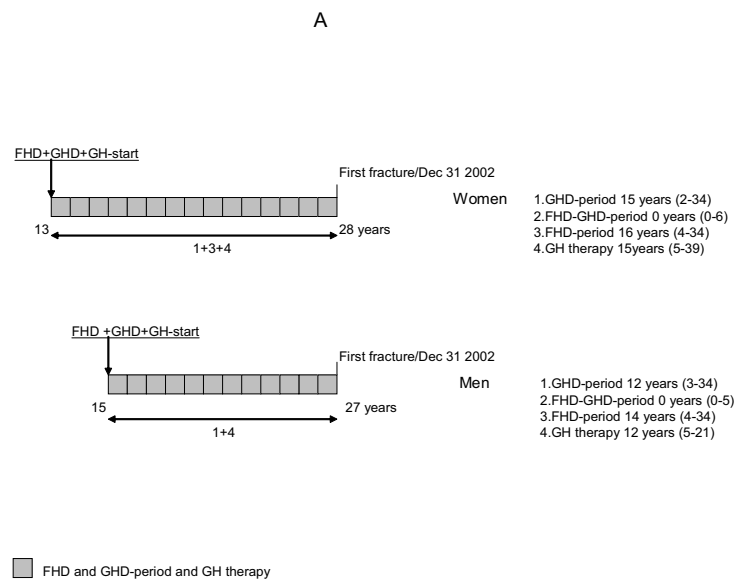 A
FHD+GHD+GH-start
First fracture/Dec 31 2002
Women
1.GHD-period 15 years (2-34)
2.FHD-GHD-period 0 years (0-6)
3.FHD-period 16 years (4-34)
4.GH therapy 15years (5-39)
13
28 years
1+3+4
FHD +GHD+GH-start
First fracture/Dec 31 2002
Men
1.GHD-period 12 years (3-34)
2.FHD-GHD-period 0 years (0-5)
3.FHD-period 14 years (4-34)
4.GH therapy 12 years (5-21)
15
27 years
1+4
FHD and GHD-period and GH therapy